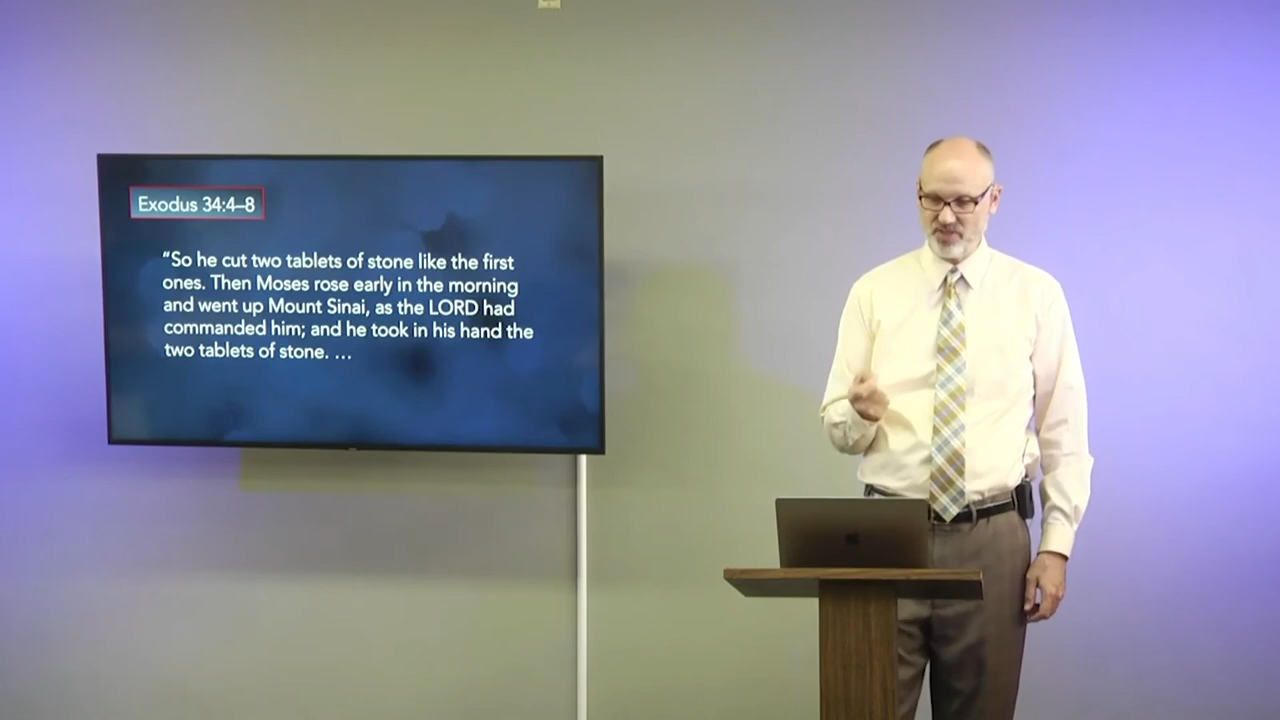 Exodus 34:4–8
“So he cut two tablets of stone like the first
ones. Then Moses rose early in the morning
and went up Mount Sinai, as the LORD had
commanded him; and he took in his hand the
two tablets of stone. …